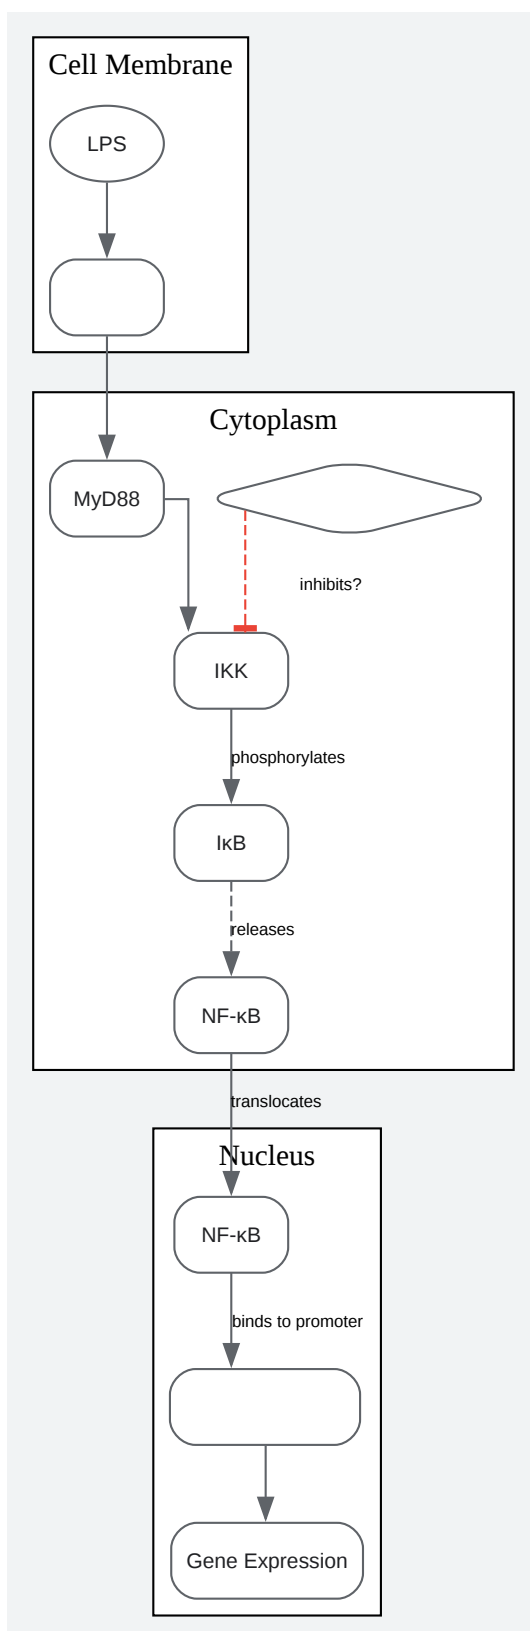 Cell Membrane
LPS
Cytoplasm
MyD88
inhibits?
IKK
phosphorylates
IκB
releases
NF-κB
translocates
Nucleus
NF-κB
binds to promoter
Gene Expression